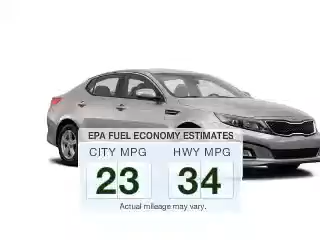 EPA FUEL ECONOMY ESTIMATES
CITY MPG HWY MPG
23 34
Actual mileage may vary.